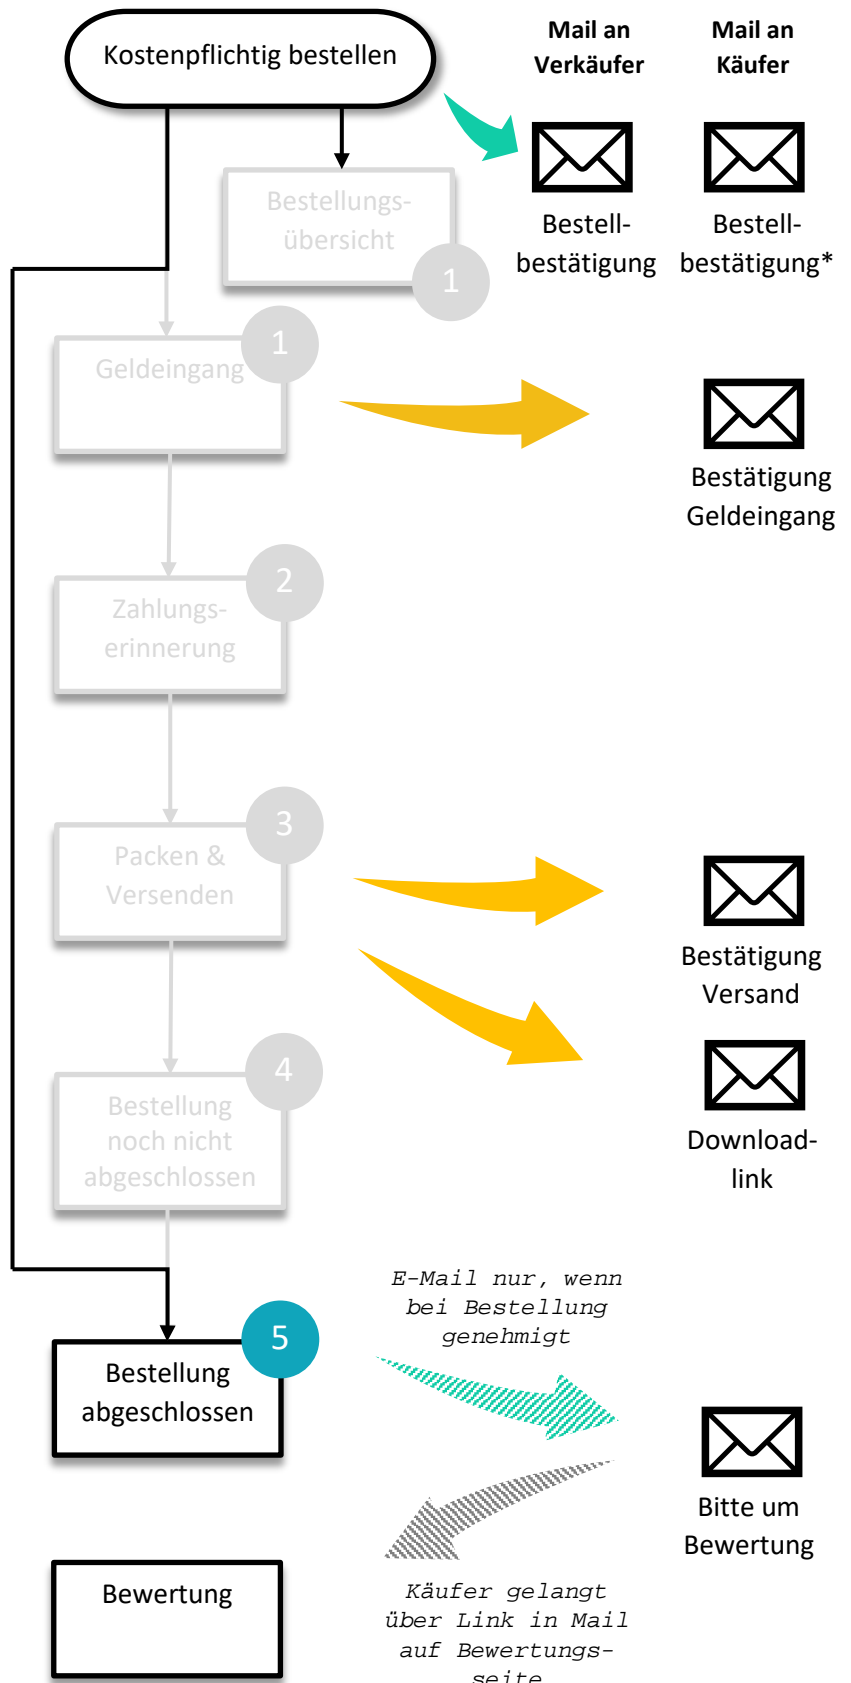 Kostenpflichtig bestellen
Mail an
Verkäufer
Mail an
Käufer
Bestellungs-
übersicht
1
Bestell-
bestätigung
Bestell-
bestätigung*
Geldeingang
1
Bestätigung
Geldeingang
Zahlungs-
erinnerung
2
Packen &
Versenden
3
Bestätigung
Versand
Bestellung
noch nicht
abgeschlossen
4
Download-
link
E-Mail nur, wenn
bei Bestellung
genehmigt
Bestellung
abgeschlossen
5
Bitte um
Bewertung
Bewertung
Käufer gelangt
über Link in Mail
auf Bewertungs-
seite